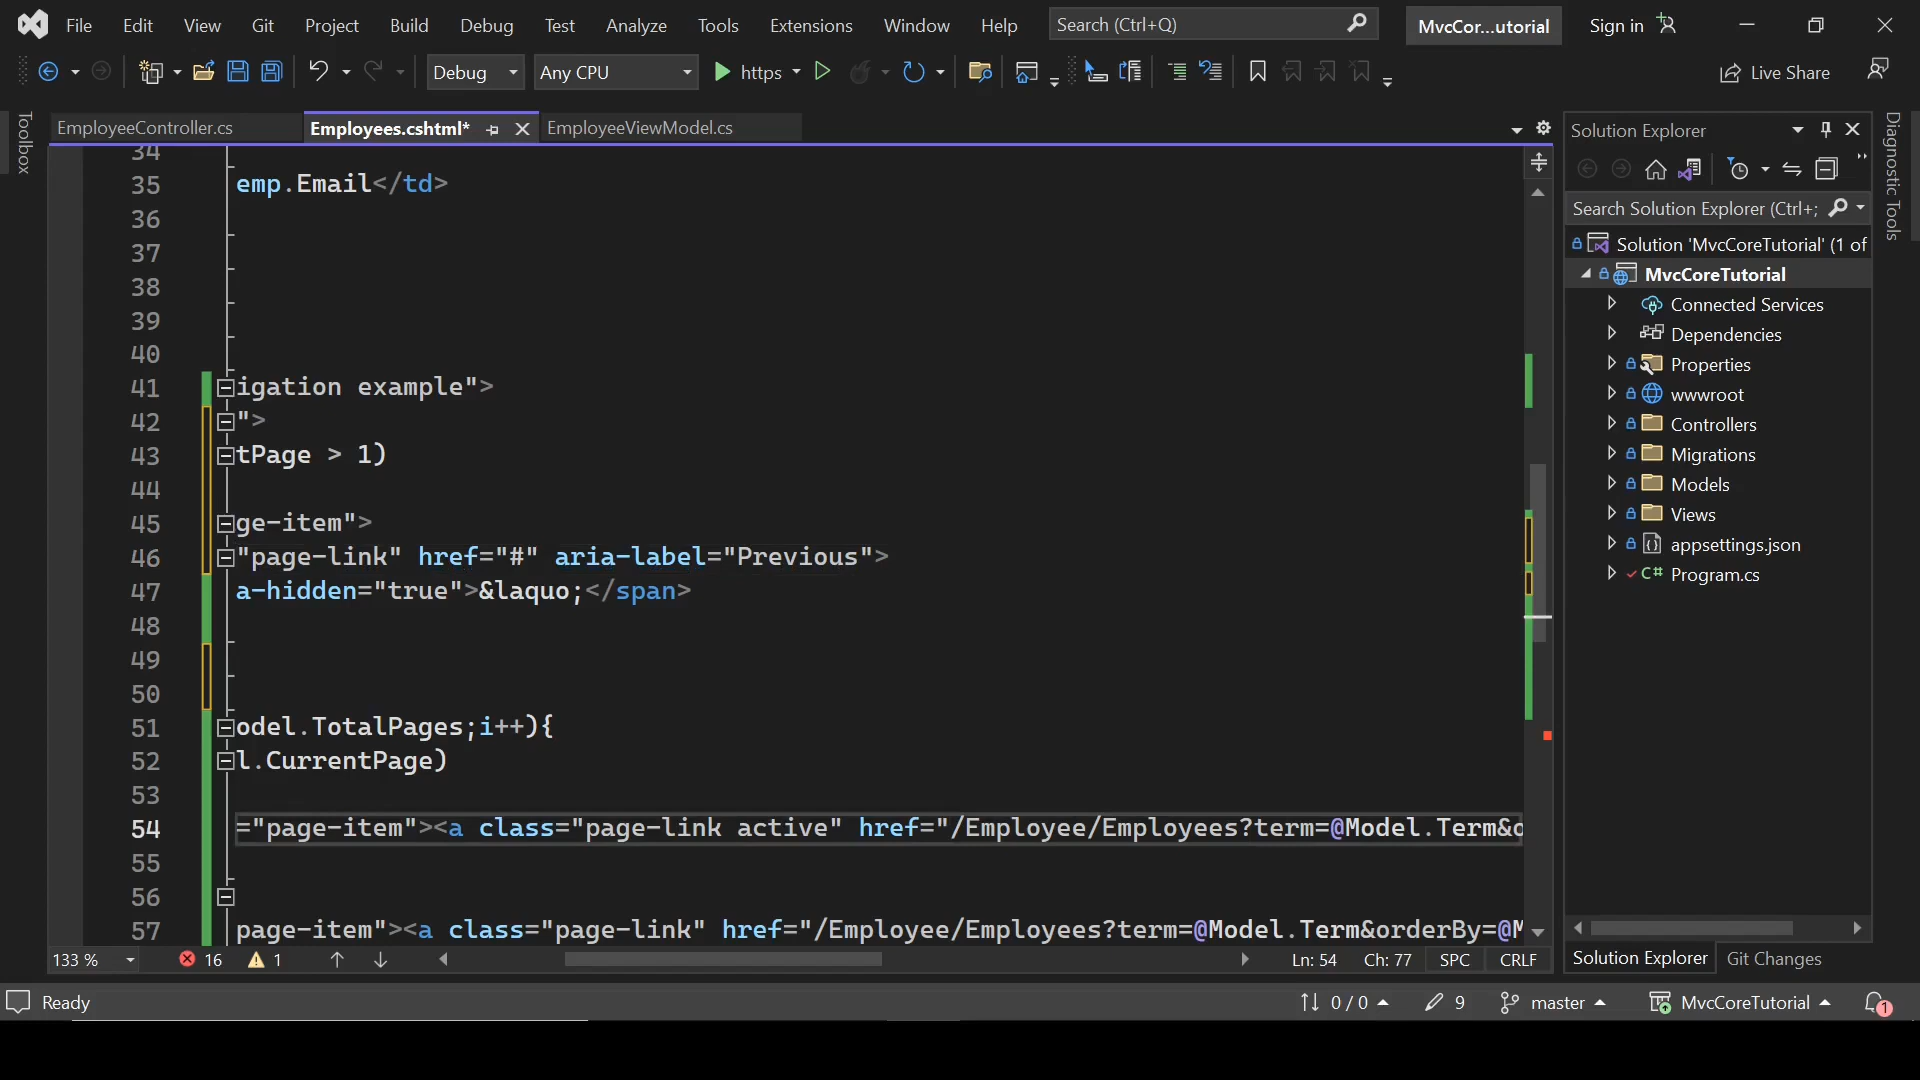 File Edit View Git Project Build Debug Test Analyze Tools Extensions Window Help Search (Ctrl+Q) MvcCor...utorial Sign in
Debug Any CPU https Live Share
Toolbox
EmployeeController.cs Employees.cshtml* EmployeeViewModel.cs
34
35 emp.Email</td>
36
37
38
39
40
41 igation example">
42 ">
43 tPage > 1)
44
45 ge-item">
46 "page-link" href="#" aria-label="Previous">
47 a-hidden="true">&laquo;</span>
48
49
50
51 odel.TotalPages;i++){
52 l.CurrentPage)
53
54 ="page-item"><a class="page-link active" href="/Employee/Employees?term=@Model.Term&o
55
56
57 page-item"><a class="page-link" href="/Employee/Employees?term=@Model.Term&orderBy=@M
133 % 16 1 Ln: 54 Ch: 77 SPC CRLF
Solution Explorer
Search Solution Explorer (Ctrl+;
Solution 'MvcCoreTutorial' (1 of
MvcCoreTutorial
Connected Services
Dependencies
Properties
wwwroot
Controllers
Migrations
Models
Views
appsettings.json
C# Program.cs
Solution Explorer Git Changes
Diagnostic Tools
Ready 0 / 0 9 master MvcCoreTutorial 1